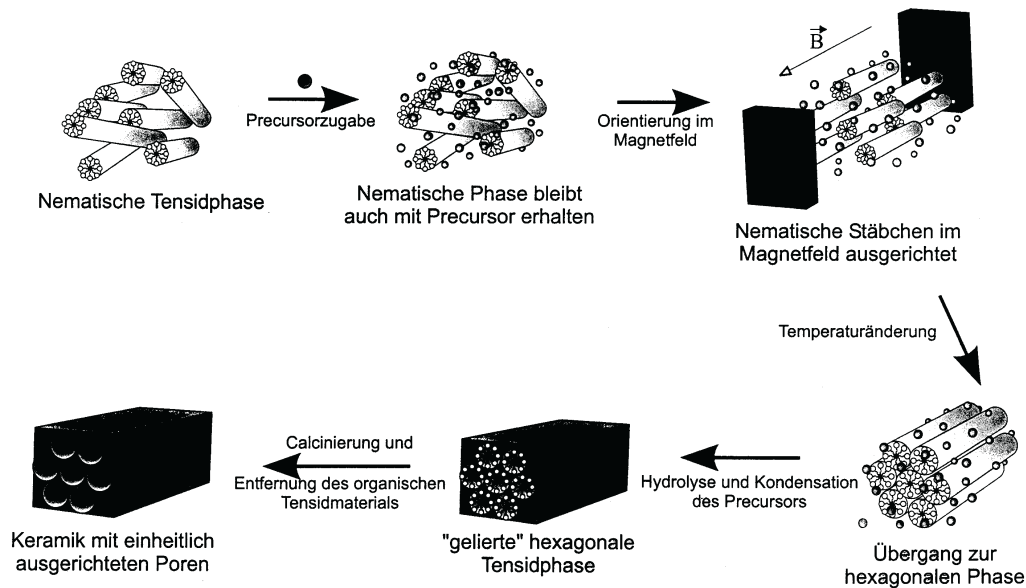 Nematische Tensidphase
Precursorzugabe
Nematische Phase bleibt
auch mit Precursor erhalten
Orientierung im
Magnetfeld
B
Nematische Stäbchen im
Magnetfeld ausgerichtet
Temperaturänderung
Übergang zur
hexagonalen Phase
Hydrolyse und Kondensation
des Precursors
"gelierte" hexagonale
Tensidphase
Calcinierung und
Entfernung des organischen
Tensidmaterials
Keramik mit einheitlich
ausgerichteten Poren